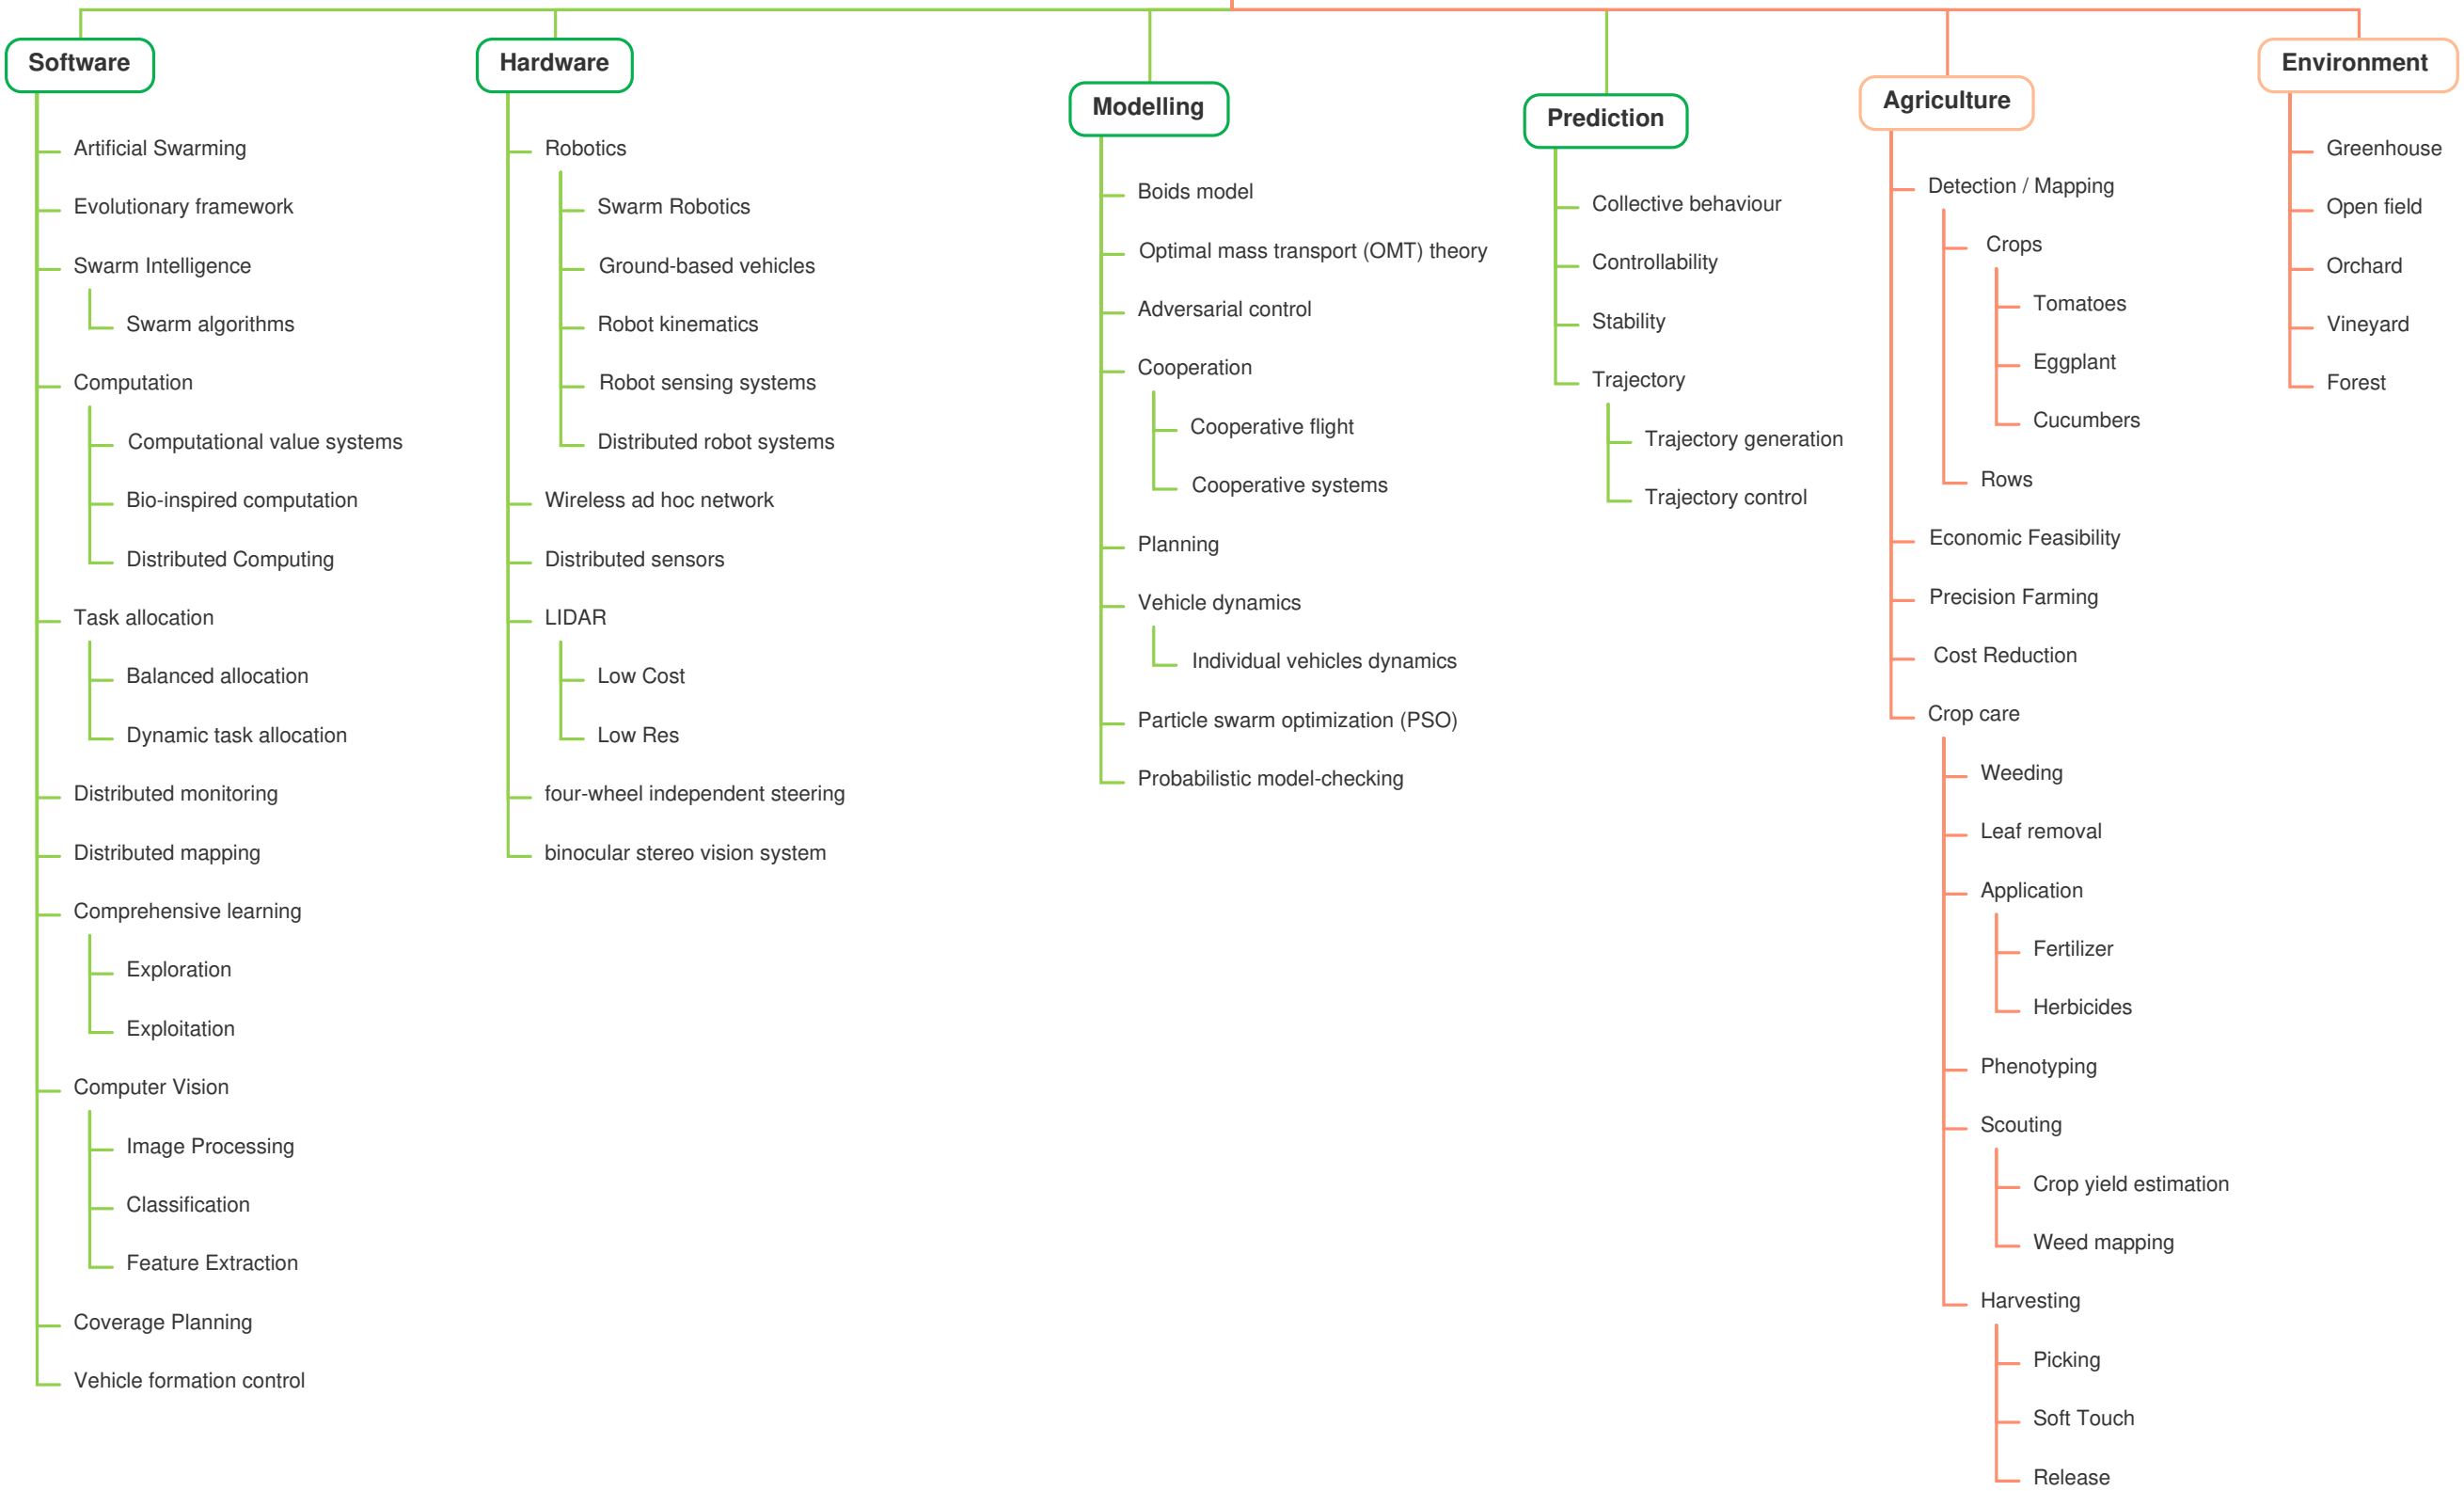 Software
Artificial Swarming
Evolutionary framework
Swarm Intelligence
Swarm algorithms
Computation
Computational value systems
Bio-inspired computation
Distributed Computing
Task allocation
Balanced allocation
Dynamic task allocation
Distributed monitoring
Distributed mapping
Comprehensive learning
Exploration
Exploitation
Computer Vision
Image Processing
Classification
Feature Extraction
Coverage Planning
Vehicle formation control
Hardware
Robotics
Swarm Robotics
Ground-based vehicles
Robot kinematics
Robot sensing systems
Distributed robot systems
Wireless ad hoc network
Distributed sensors
LIDAR
Low Cost
Low Res
four-wheel independent steering
binocular stereo vision system
Modelling
Boids model
Optimal mass transport (OMT) theory
Adversarial control
Cooperation
Cooperative flight
Cooperative systems
Planning
Vehicle dynamics
Individual vehicles dynamics
Particle swarm optimization (PSO)
Probabilistic model-checking
Prediction
Collective behaviour
Controllability
Stability
Trajectory
Trajectory generation
Trajectory control
Agriculture
Detection / Mapping
Crops
Tomatoes
Eggplant
Cucumbers
Rows
Economic Feasibility
Precision Farming
Cost Reduction
Crop care
Weeding
Leaf removal
Application
Fertilizer
Herbicides
Phenotyping
Scouting
Crop yield estimation
Weed mapping
Harvesting
Picking
Soft Touch
Release
Environment
Greenhouse
Open field
Orchard
Vineyard
Forest